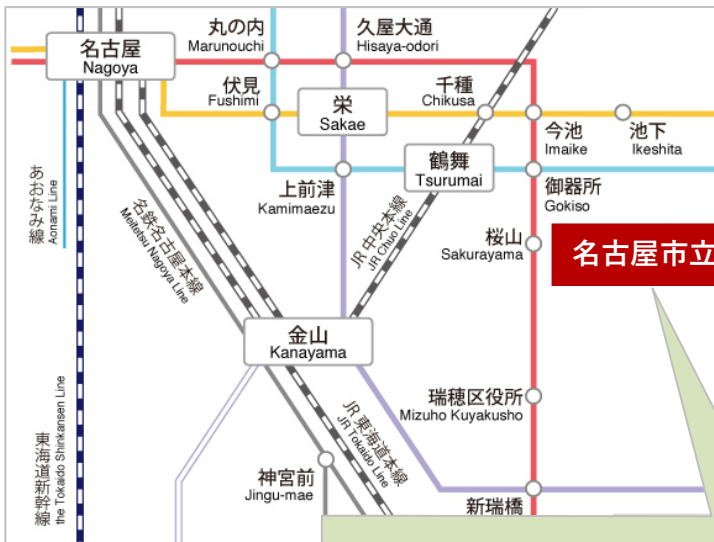 名古屋
Nagoya
丸の内
Marunouchi
久屋大通
Hisaya-odori
伏見
Fushimi
栄
Sakae
千種
Chikusa
今池
Imaike
池下
Ikeshita
あおなみ線
Aonami Line
上前津
Kamimaezu
鶴舞
Tsurumai
御器所
Gokiso
名鉄名古屋本線
Meitetsu Nagoya Line
JR 中央本線
JR Chuo Line
桜山
Sakurayama
名古屋市立
金山
Kanayama
瑞穂区役所
Mizuho Kuyakusho
JR 東海道本線
JR Tokaido Line
東海道新幹線
the Tokaido Shinkansen Line
神宮前
Jingu-mae
新瑞橋